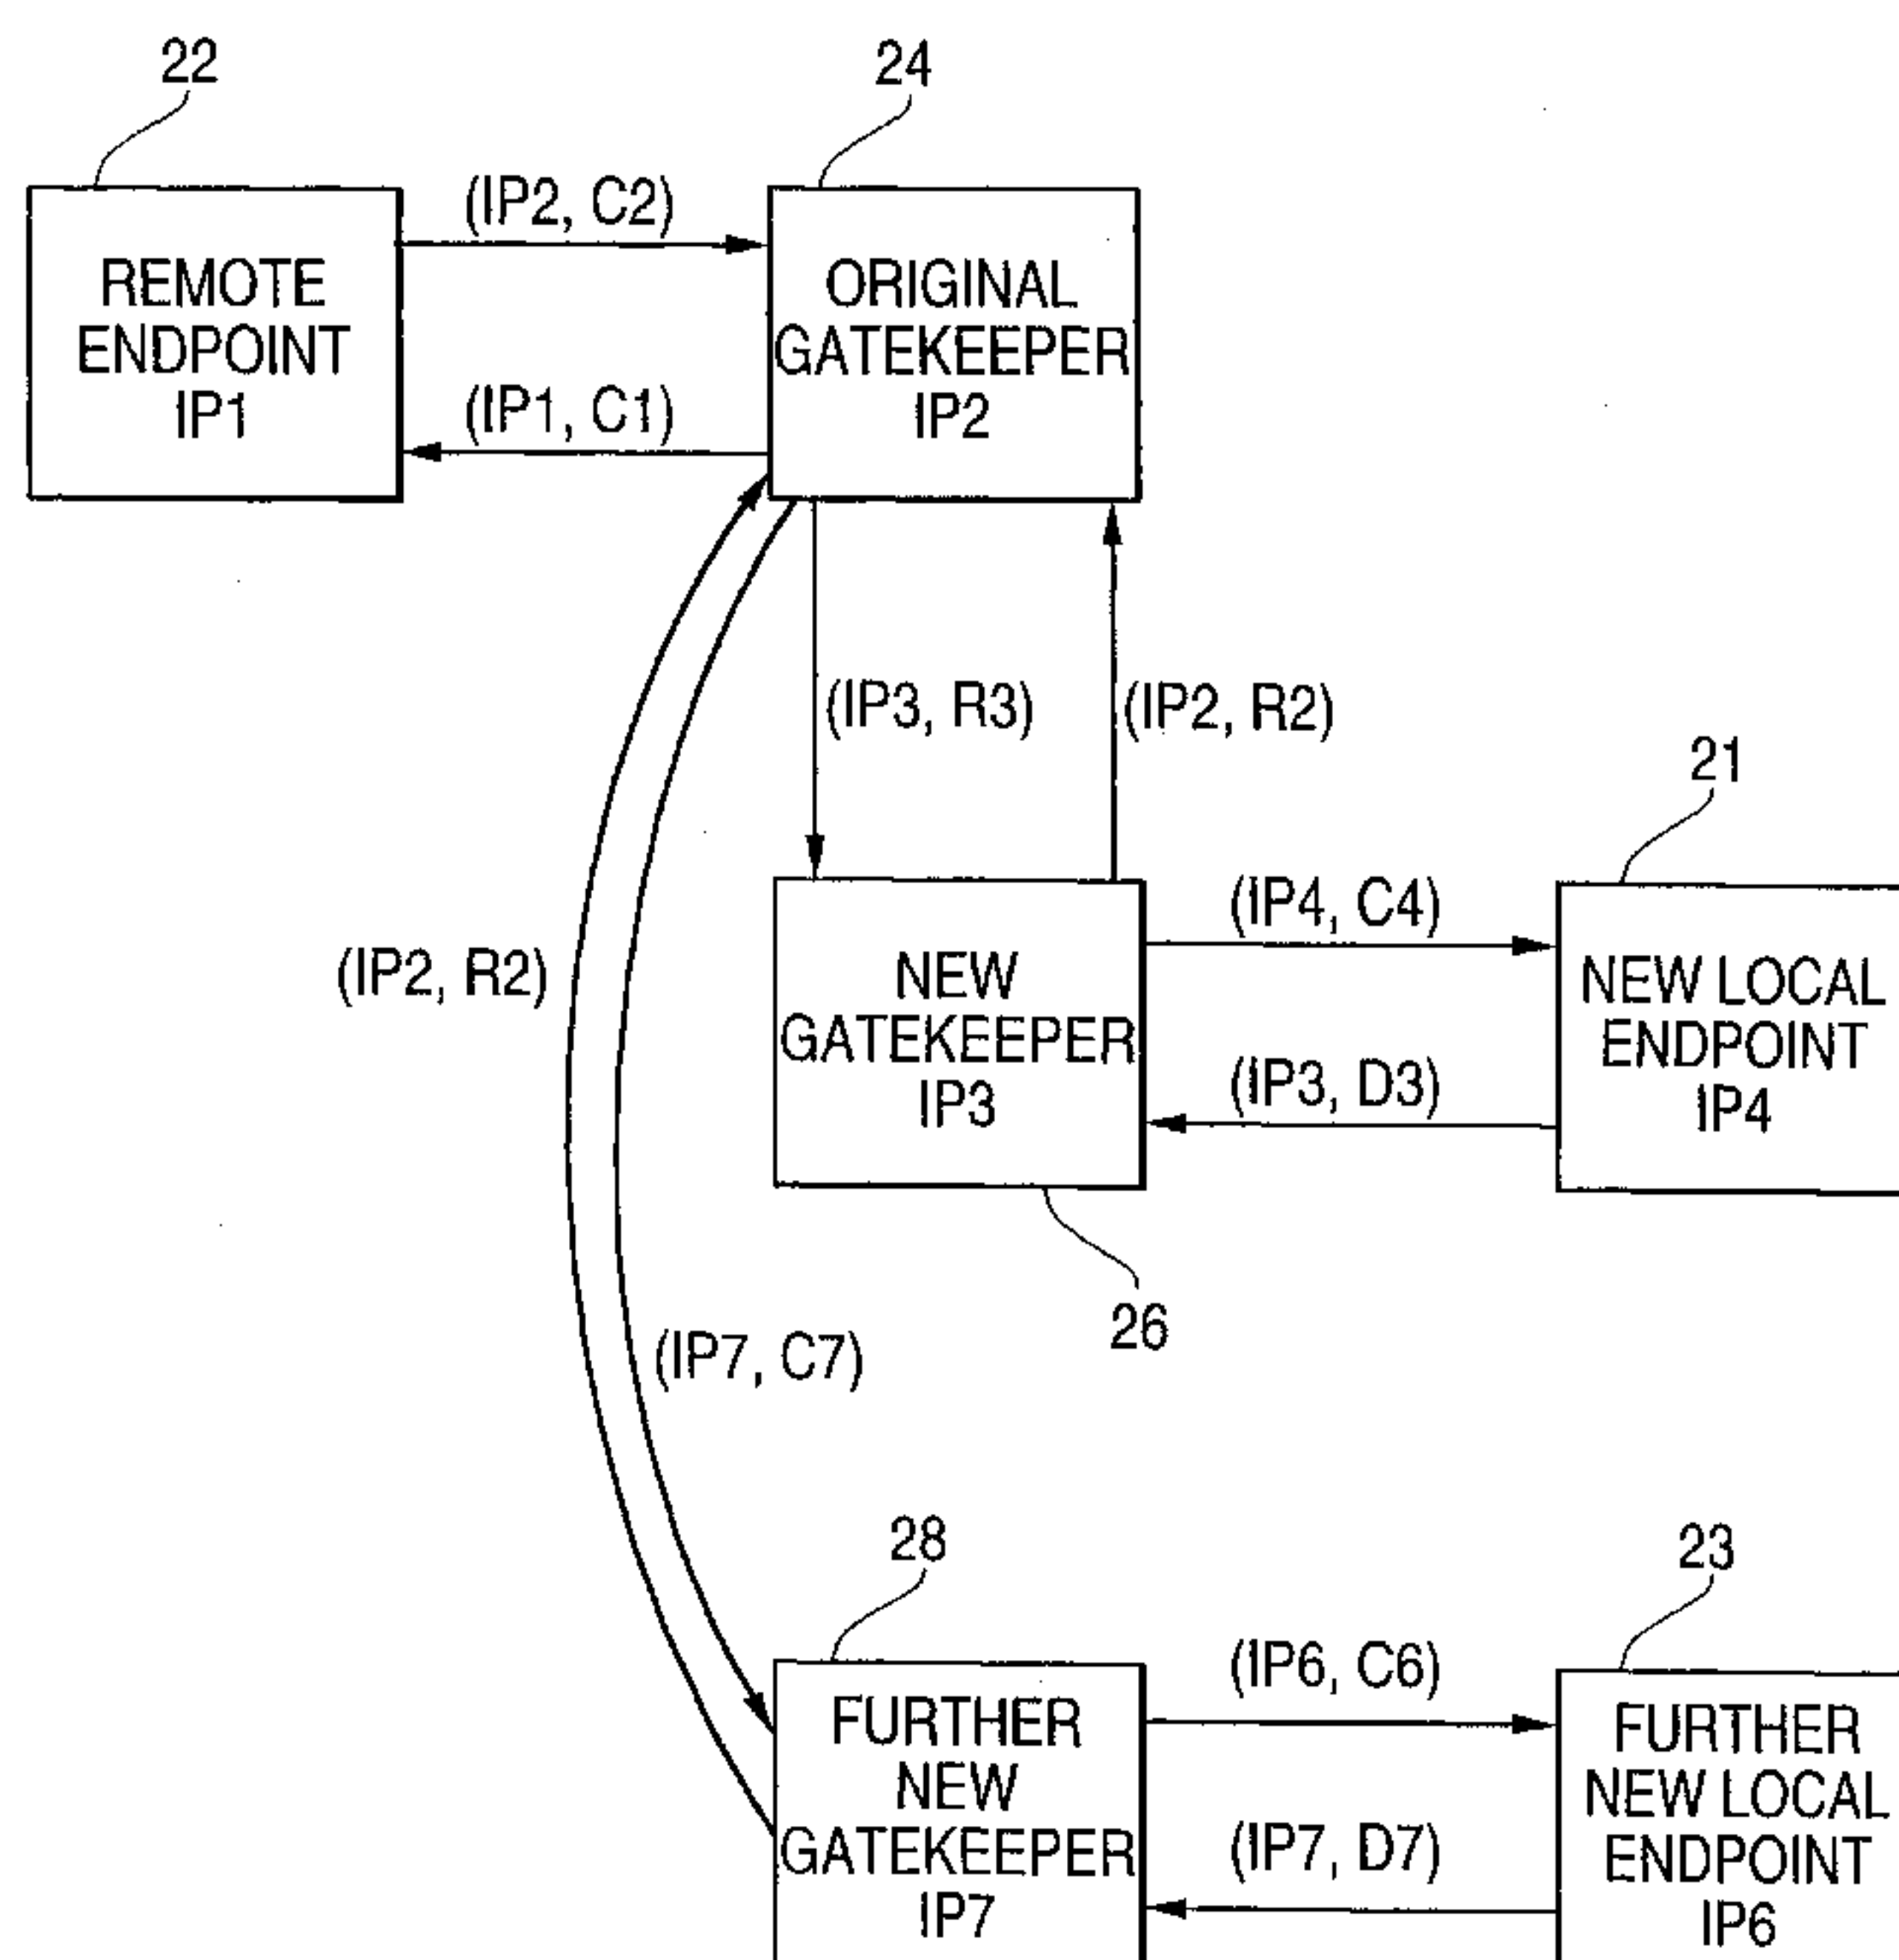 22
24
(IP2, C2)
REMOTE
ENDPOINT
IP1
ORIGINAL
GATEKEEPER
IP2
(IP1, C1)
(IP3, R3)
(IP2, R2)
21
(IP4, C4)
(IP2, R2)
NEW
GATEKEEPER
IP3
NEW LOCAL
ENDPOINT
IP4
(IP3, D3)
26
(IP7, C7)
28
23
(IP6, C6)
FURTHER
NEW
GATEKEEPER
IP7
FURTHER
NEW LOCAL
ENDPOINT
IP6
(IP7, D7)